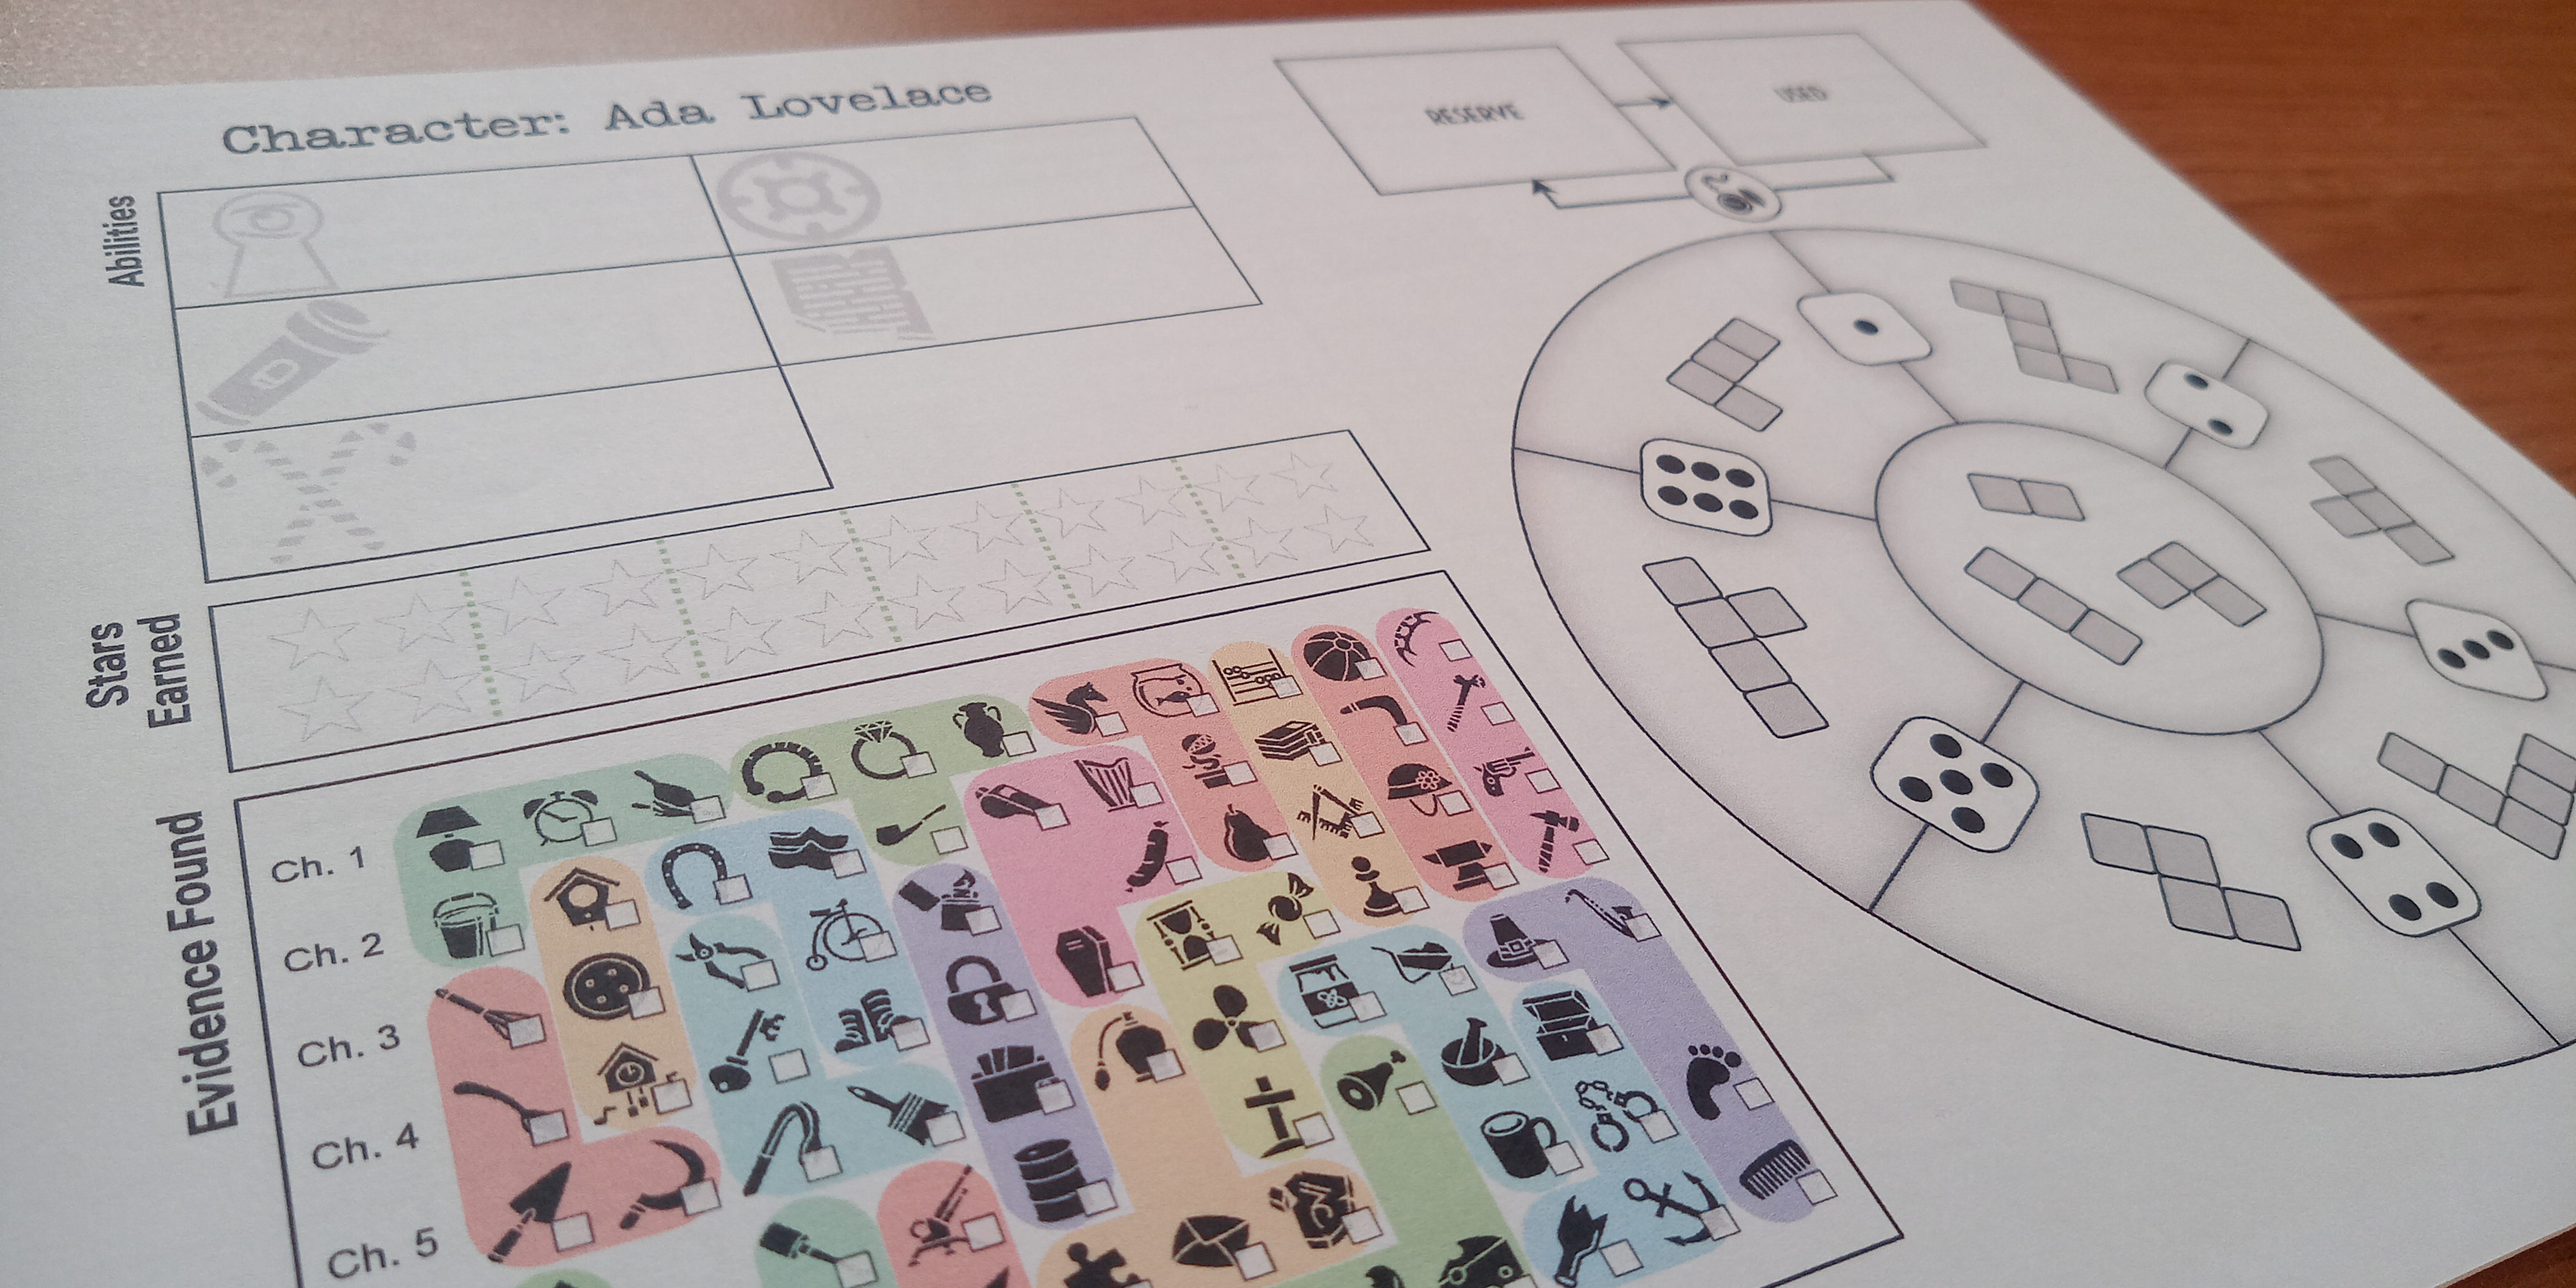 Character: Ada Lovelace
RESERVE
USED
Abilities
Stars
Earned
Evidence Found
Ch. 1
Ch. 2
Ch. 3
Ch. 4
Ch. 5